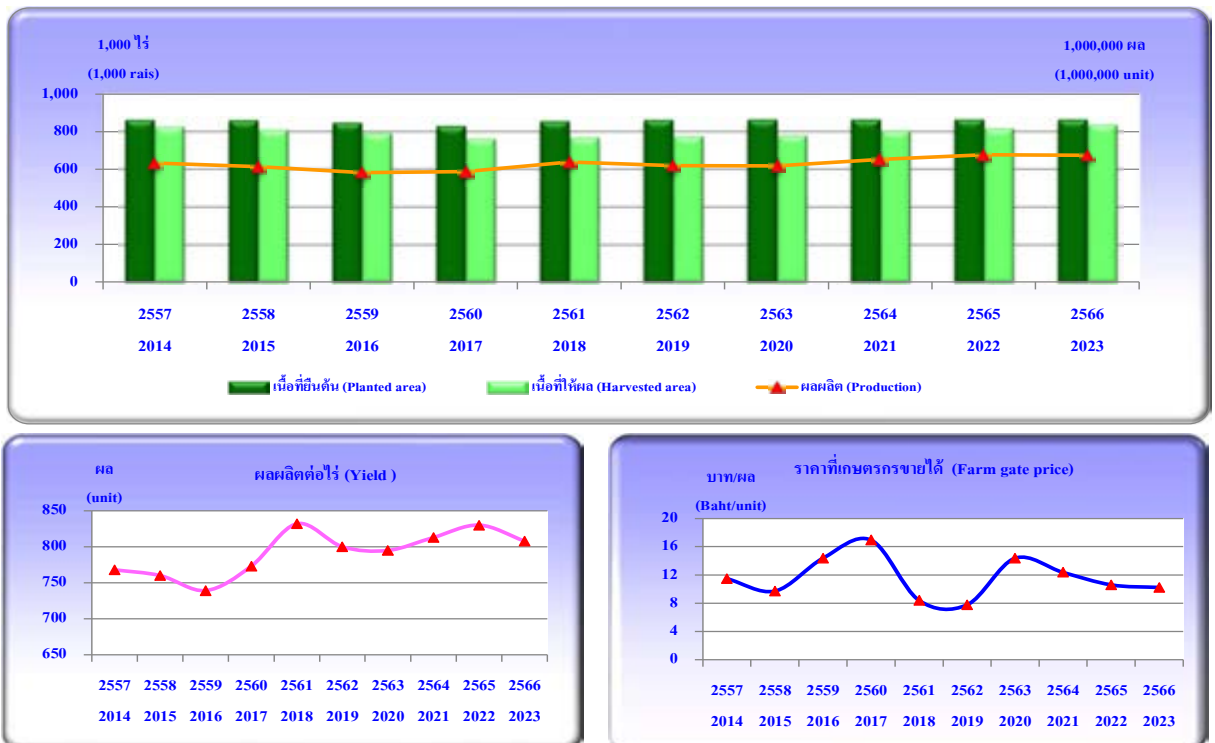 1,000 ไร่ 1,000,000 ผล
(1,000 rais) (1,000,000 unit)
1,000
800
600
400
200
0
2557 2558 2559 2560 2561 2562 2563 2564 2565 2566
2014 2015 2016 2017 2018 2019 2020 2021 2022 2023
เนื้อที่ยืนต้น (Planted area) เนื้อที่ให้ผล (Harvested area) ผลผลิต (Production)
ผล ผลผลิตต่อไร่ (Yield )
(unit)
850
800
750
700
650
2557 2558 2559 2560 2561 2562 2563 2564 2565 2566
2014 2015 2016 2017 2018 2019 2020 2021 2022 2023
บาท/ผล ราคาที่เกษตรกรขายได้ (Farm gate price)
(Baht/unit)
20
16
12
8
4
0
2557 2558 2559 2560 2561 2562 2563 2564 2565 2566
2014 2015 2016 2017 2018 2019 2020 2021 2022 2023